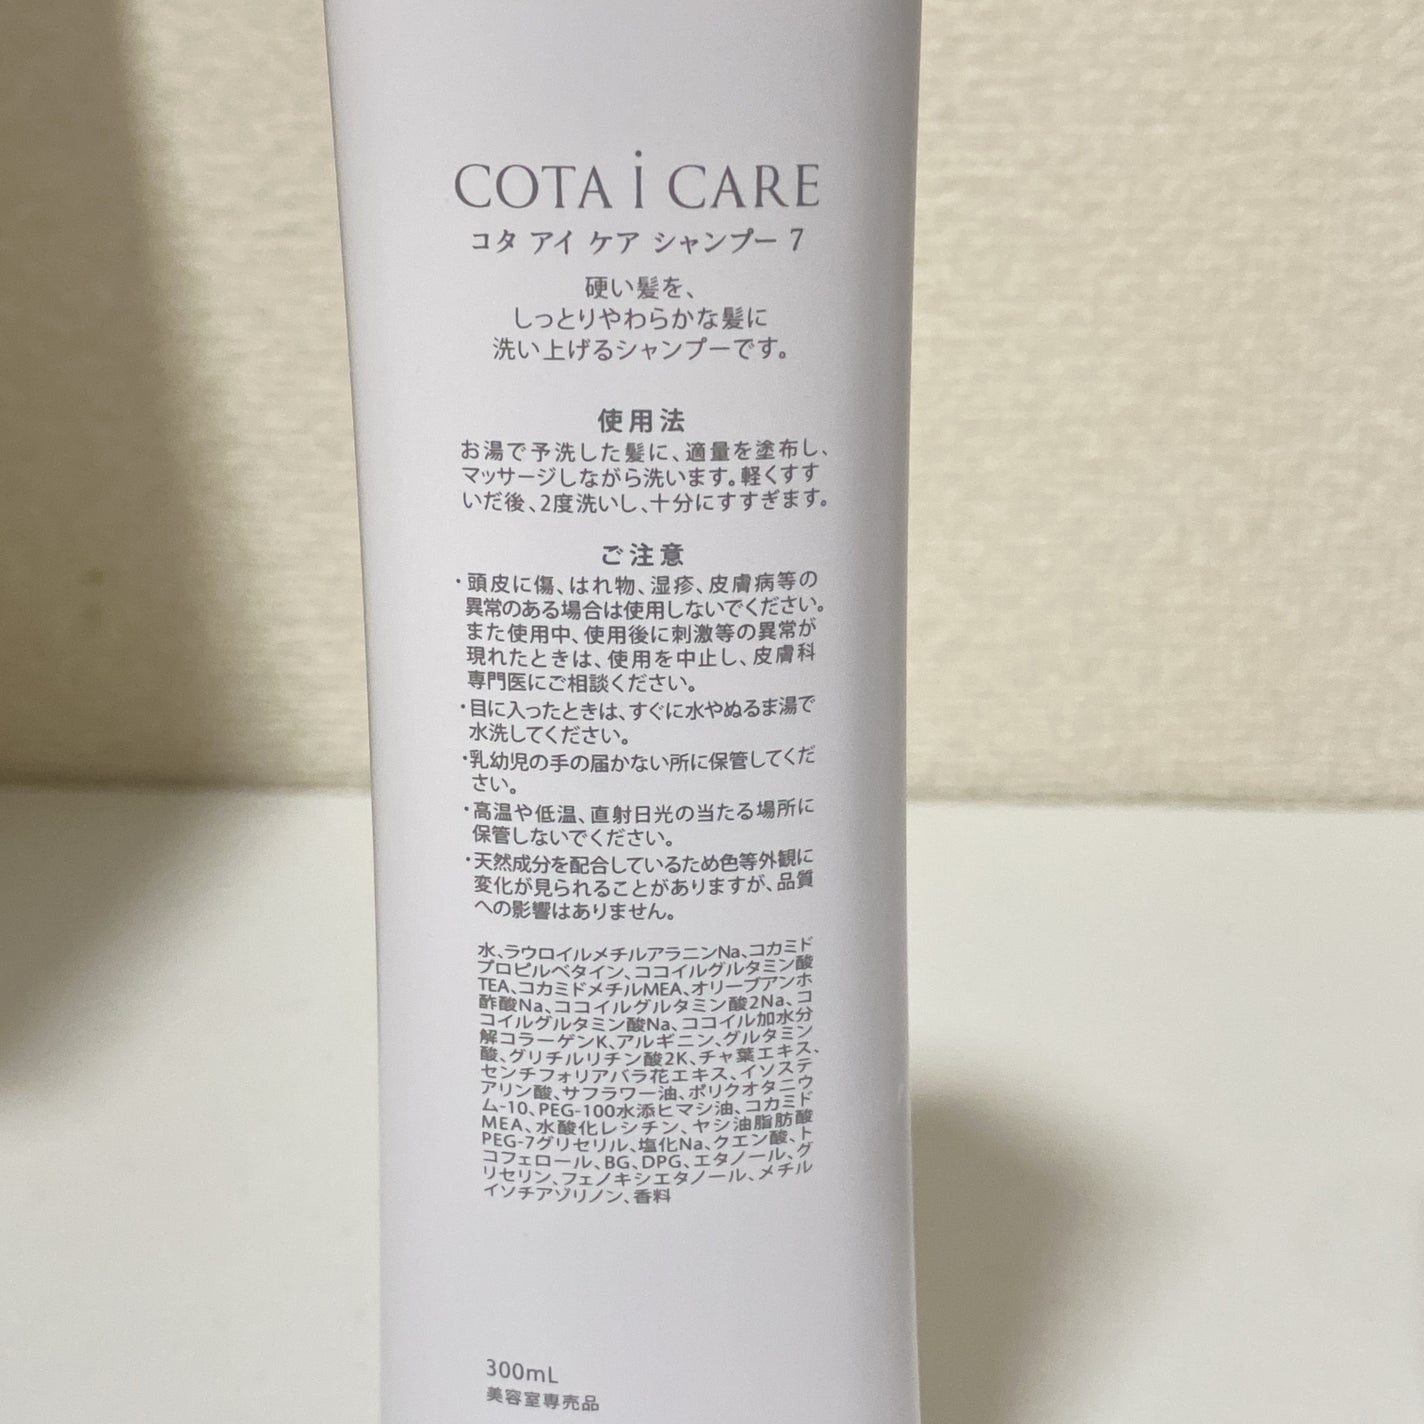 COTA i CARE
コタ アイ ケア シャンプー 7
硬い髪を、
しっとりやわらかな髪に
洗い上げるシャンプーです。
使用法
お湯で予洗した髪に、適量を塗布し、
マッサージしながら洗います。軽くすす
いだ後、2度洗いし、十分にすすぎます。
ご注意
・頭皮に傷、はれ物、湿疹、皮膚病等の
異常のある場合は使用しないでください。
また使用中、使用後に刺激等の異常が
現れたときは、使用を中止し、皮膚科
専門医にご相談ください。
・目に入ったときは、すぐに水やぬるま湯で
水洗してください。
・乳幼児の手の届かない所に保管してくだ
さい。
・高温や低温、直射日光の当たる場所に
保管しないでください。
・天然成分を配合しているため色等外観に
変化が見られることがありますが、品質
への影響はありません。
水、ラウロイルメチルアラニンNa、コカミド
プロピルベタイン、ココイルグルタミン酸
TEA、コカミドメチルMEA、オリーブアンホ
酢酸Na、ココイルグルタミン酸2Na、コ
コイルグルタミン酸Na、ココイル加水分
解コラーゲンK、アルギニン、グルタミン
酸、グリチルリチン酸2K、チャ葉エキス、
センチフォリアバラ花エキス、イソステ
アリン酸、サフラワー油、ポリクオタニウ
ム-10、PEG-100水添ヒマシ油、コカミド
MEA、水酸化レシチン、ヤシ油脂肪酸
PEG-7グリセリル、塩化Na、クエン酸、ト
コフェロール、BG、DPG、エタノール、グ
リセリン、フェノキシエタノール、メチル
イソチアゾリノン、香料
300mL
美容室専売品